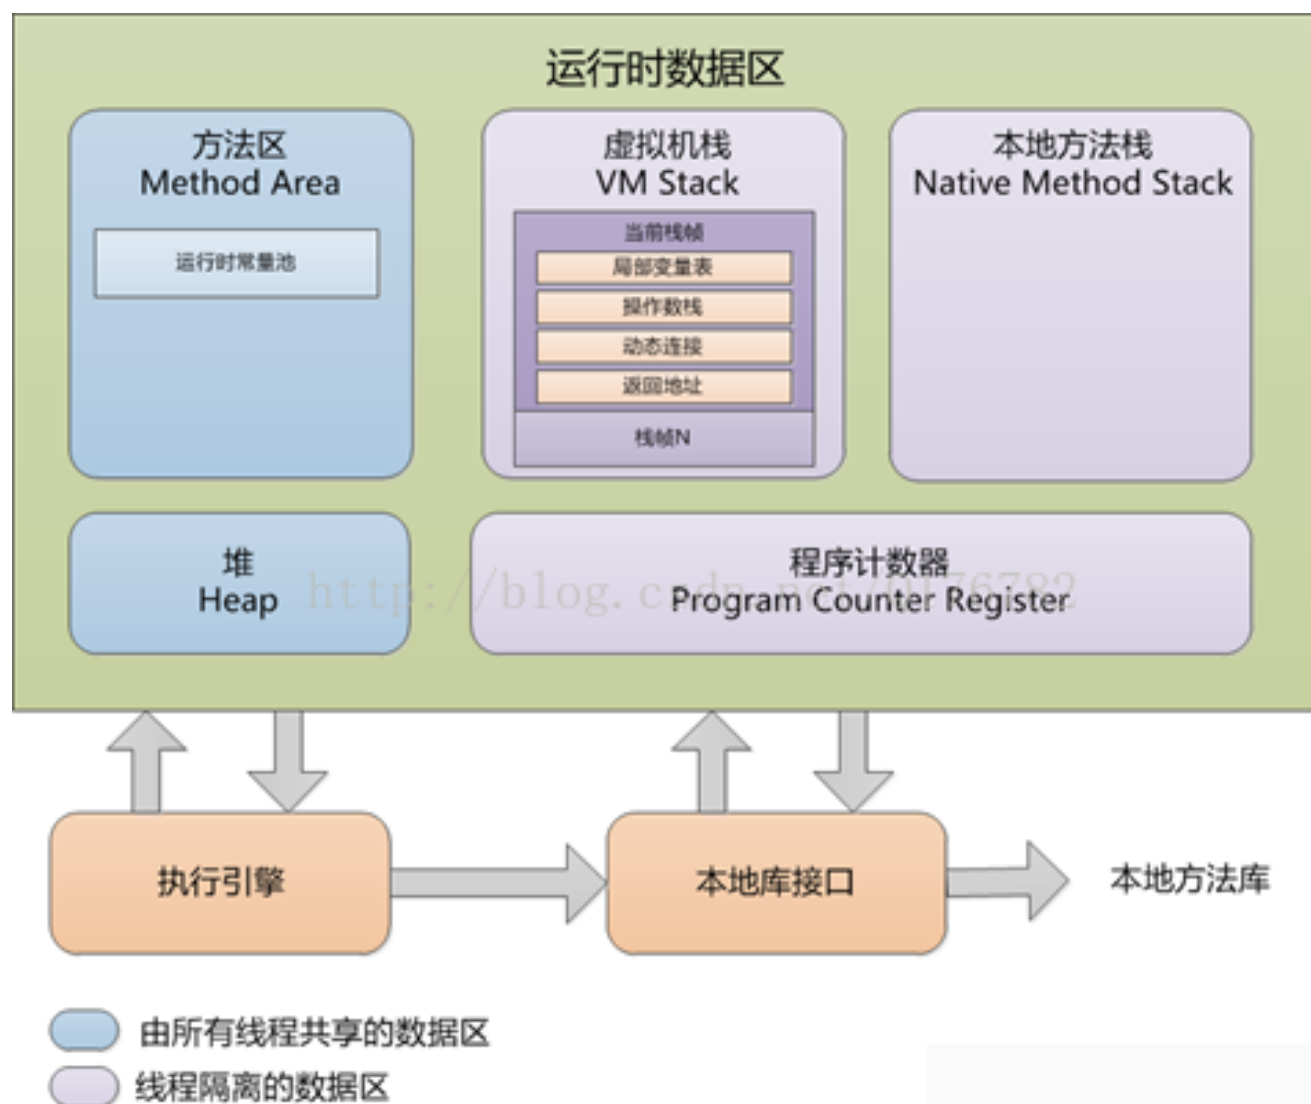 运行时数据区
方法区
Method Area
运行时常量池
虚拟机栈
VM Stack
当前栈帧
局部变量表
操作数栈
动态连接
返回地址
栈帧N
本地方法栈
Native Method Stack
堆
Heap
程序计数器
Program Counter Register
http://blog.csdn.net/
执行引擎
本地库接口
本地方法库
由所有线程共享的数据区
线程隔离的数据区